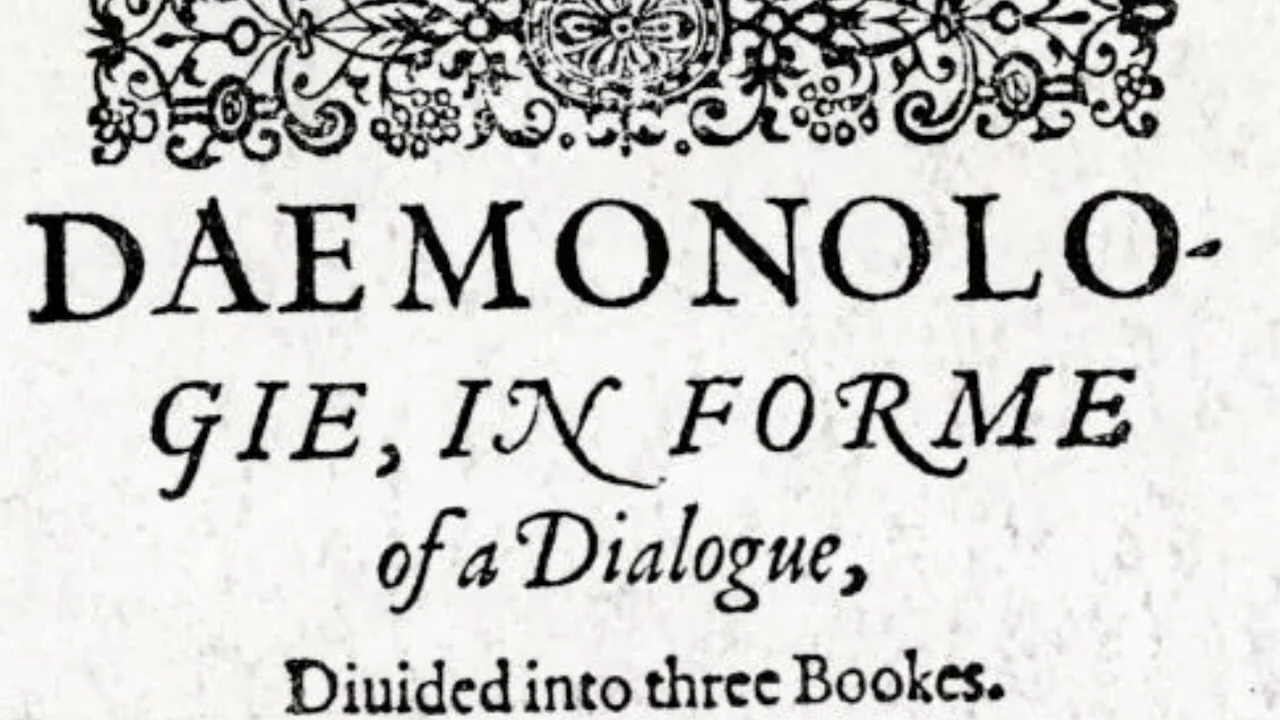 DAEMONOLO-
GIE, IN FORME
of a Dialogue,
Diuided into three Bookes.